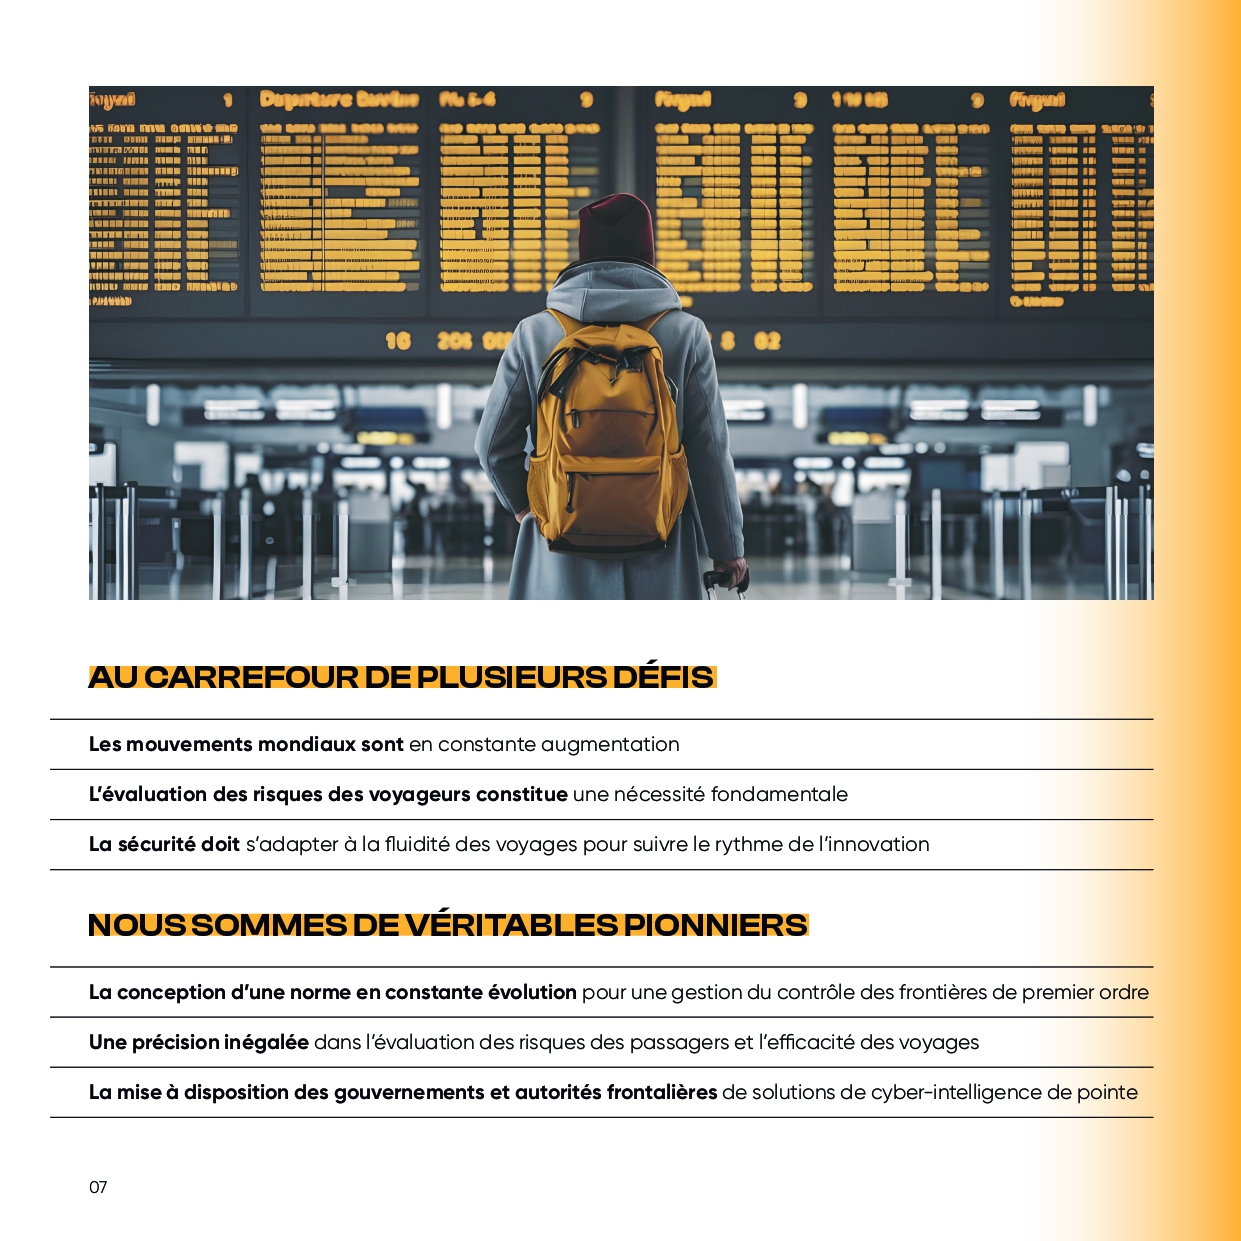 16
AU CARREFOUR DE PLUSIEURS DÉFIS
Les mouvements mondiaux sont en constante augmentation
L’évaluation des risques des voyageurs constitue une nécessité fondamentale
La sécurité doit s’adapter à la fluidité des voyages pour suivre le rythme de l’innovation
NOUS SOMMES DE VÉRITABLES PIONNIERS
La conception d’une norme en constante évolution pour une gestion du contrôle des frontières de premier ordre
Une précision inégalée dans l’évaluation des risques des passagers et l’efficacité des voyages
La mise à disposition des gouvernements et autorités frontalières de solutions de cyber-intelligence de pointe
07